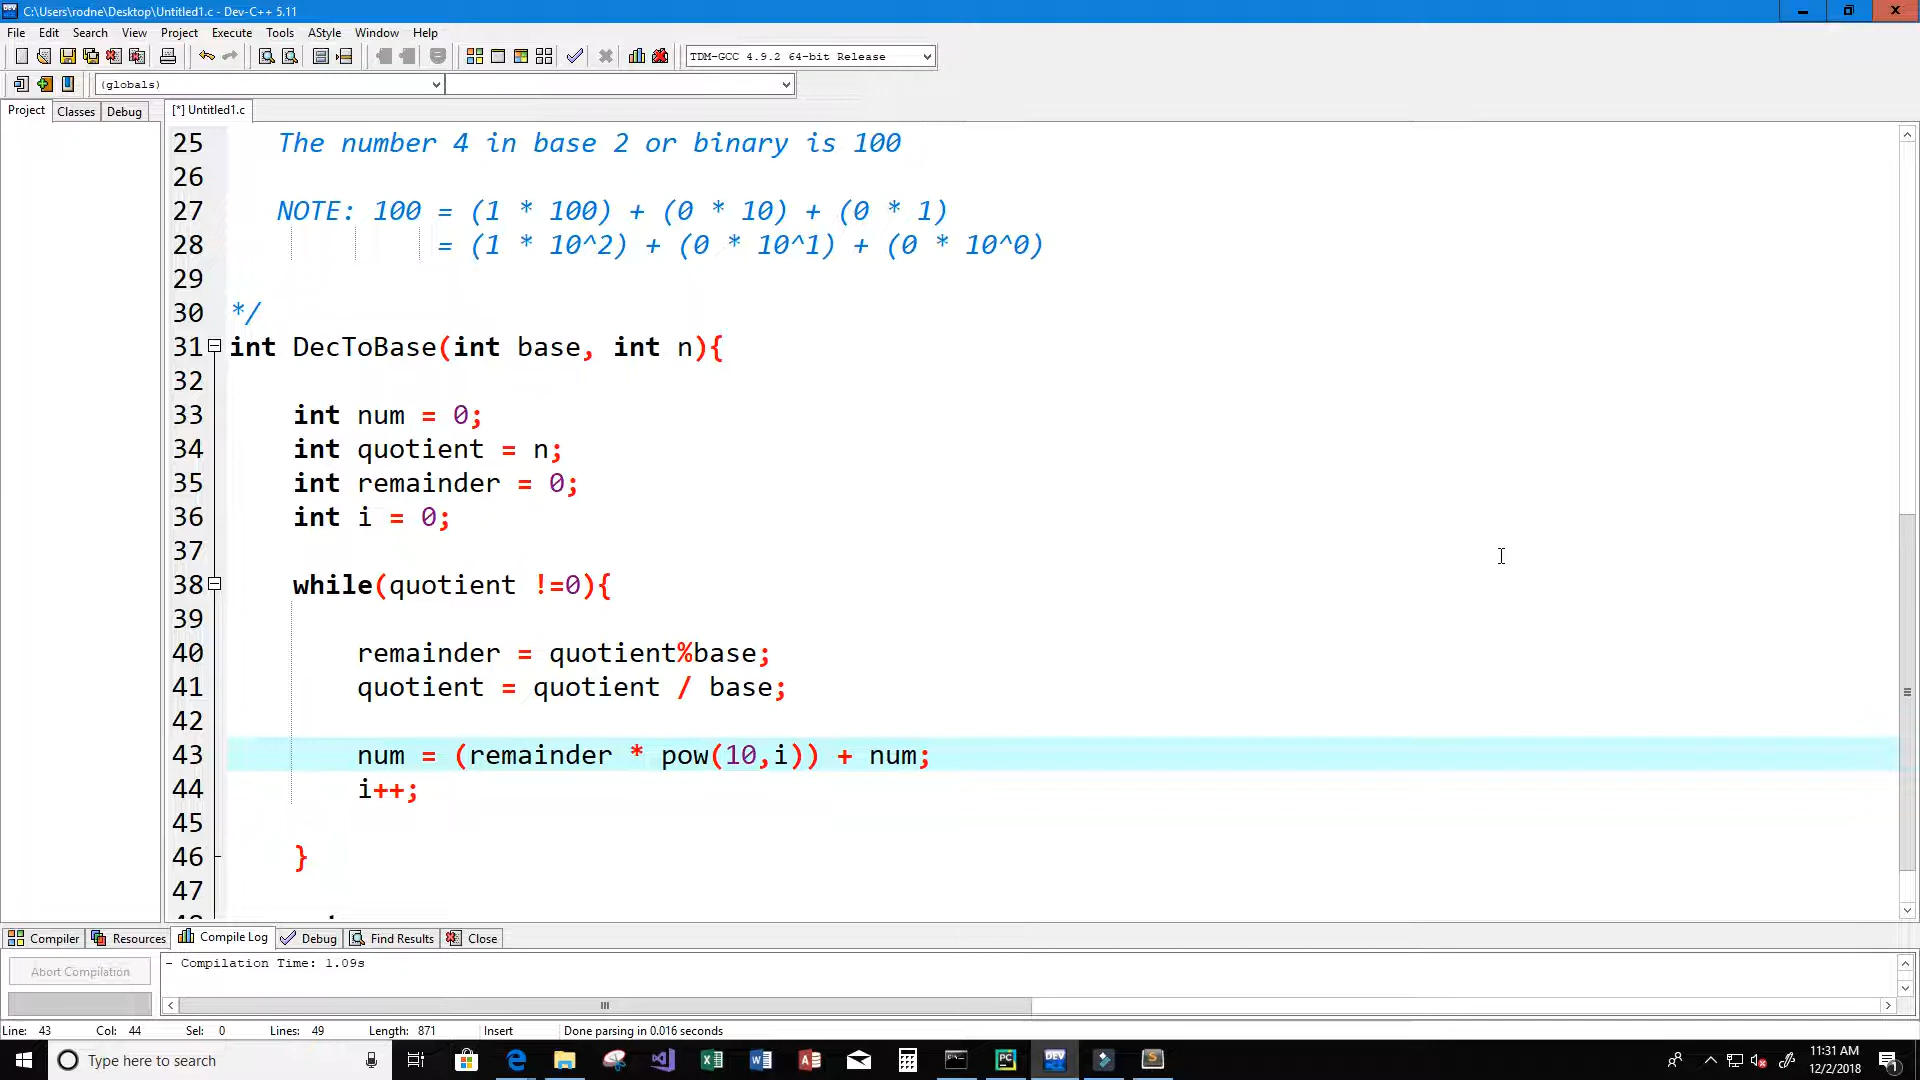 C:\Users\rodne\Desktop\Untitled1.c - Dev-C++ 5.11
File Edit Search View Project Execute Tools AStyle Window Help
TDM-GCC 4.9.2 64-bit Release
(globals)
Project Classes Debug [*] Untitled1.c
25 The number 4 in base 2 or binary is 100
26
27 NOTE: 100 = (1 * 100) + (0 * 10) + (0 * 1)
28 = (1 * 10^2) + (0 * 10^1) + (0 * 10^0)
29
30 */
31 int DecToBase(int base, int n){
32
33 int num = 0;
34 int quotient = n;
35 int remainder = 0;
36 int i = 0;
37
38 while(quotient !=0){
39
40 remainder = quotient%base;
41 quotient = quotient / base;
42
43 num = (remainder * pow(10,i)) + num;
44 i++;
45
46 }
47
Compiler Resources Compile Log Debug Find Results Close
Abort Compilation
- Compilation Time: 1.09s
Line: 43 Col: 44 Sel: 0 Lines: 49 Length: 871 Insert Done parsing in 0.016 seconds
Type here to search
11:31 AM
12/2/2018